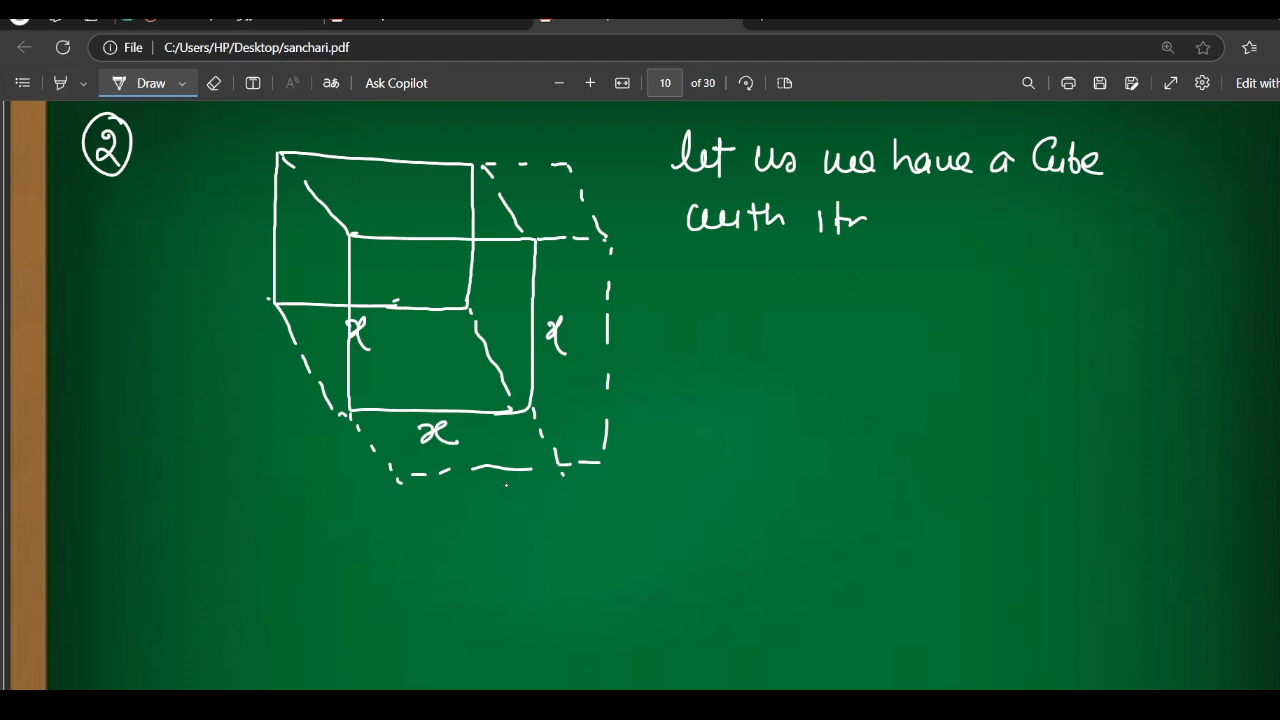 File | C:/Users/HP/Desktop/sanchari.pdf
Draw Ask Copilot 10 of 30 Edit with
2
let us we have a Cube
with its
x x
x